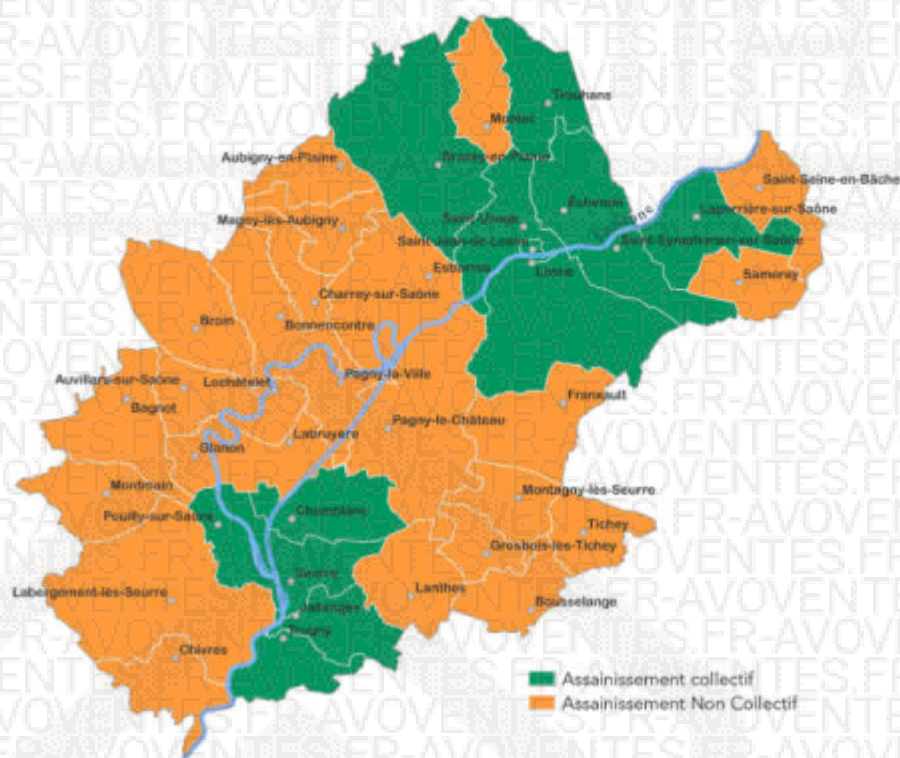 Trouhans
Montot
Aubigny-en-Plaine
Brazey-en-Plaine
Saint-Seine-en-Bâche
Echenon
Laperrière-sur-Saône
Magny-lès-Aubigny
Saint-Usage
Saint-Jean-de-Losne
Saint-Symphorien-sur-Saône
Esbarres
Losne
Samerey
Charrey-sur-Saône
Broin
Bonnencontre
Auvillars-sur-Saône
Lechâtelet
Pagny-la-Ville
Franxault
Bagnot
Pagny-le-Château
Labruyère
Glanon
Montmain
Montagny-lès-Seurre
Pouilly-sur-Saône
Chamblanc
Tichey
Grosbois-lès-Tichey
Seurre
Labergement-lès-Seurre
Lanthes
Jallanges
Bousselange
Trugny
Chivres
Assainissement collectif
Assainissement Non Collectif